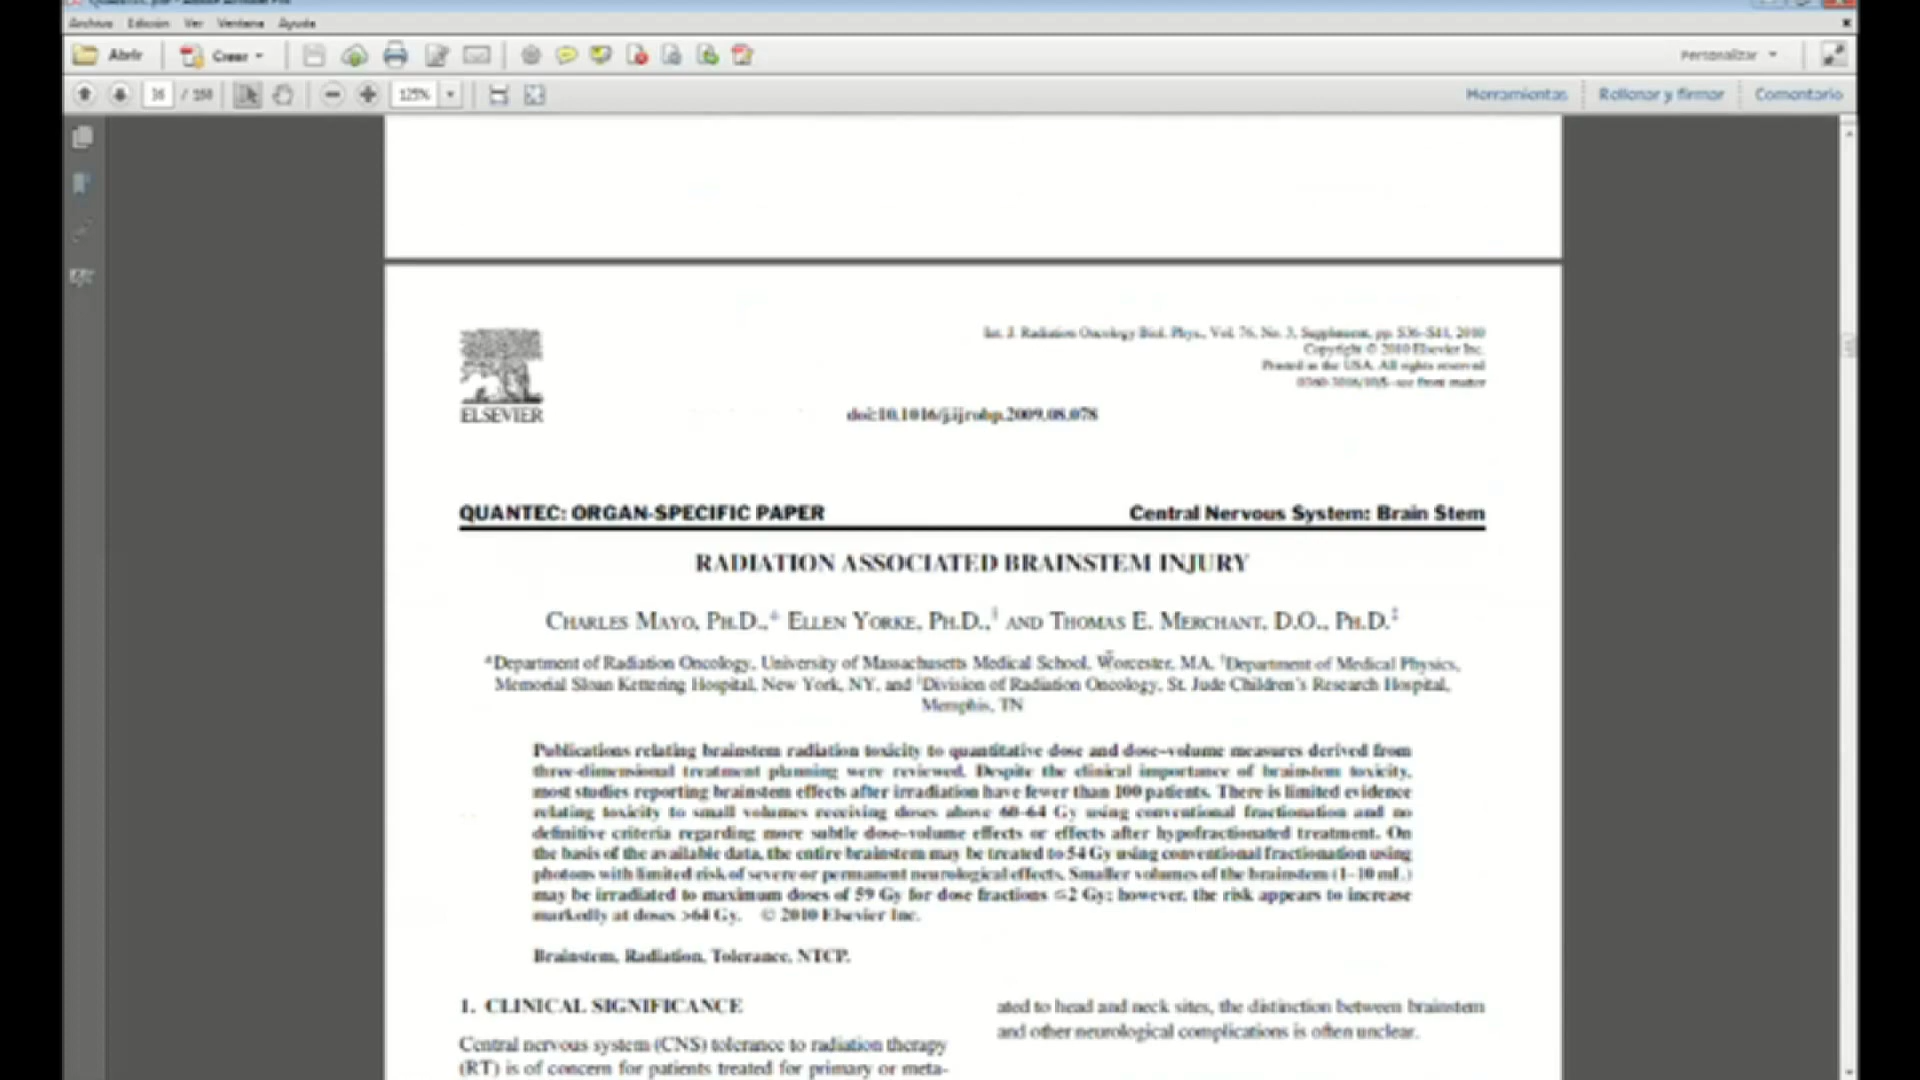 Archivo Edición Ver Ventana Ayuda
Abrir Crear Personalizar
36 / 160 125% Herramientas Rellenar y firmar Comentario
Int. J. Radiation Oncology Biol. Phys., Vol. 76, No. 3, Supplement, pp. S36–S41, 2010
Copyright © 2010 Elsevier Inc.
Printed in the USA. All rights reserved
0360-3016/10/$–see front matter
ELSEVIER
doi:10.1016/j.ijrobp.2009.08.078
QUANTEC: ORGAN-SPECIFIC PAPER Central Nervous System: Brain Stem
RADIATION ASSOCIATED BRAINSTEM INJURY
CHARLES MAYO, PH.D.,* ELLEN YORKE, PH.D.,† AND THOMAS E. MERCHANT, D.O., PH.D.‡
*Department of Radiation Oncology, University of Massachusetts Medical School, Worcester, MA, †Department of Medical Physics,
Memorial Sloan Kettering Hospital, New York, NY, and ‡Division of Radiation Oncology, St. Jude Children's Research Hospital,
Memphis, TN
Publications relating brainstem radiation toxicity to quantitative dose and dose–volume measures derived from
three-dimensional treatment planning were reviewed. Despite the clinical importance of brainstem toxicity,
most studies reporting brainstem effects after irradiation have fewer than 100 patients. There is limited evidence
relating toxicity to small volumes receiving doses above 60–64 Gy using conventional fractionation and no
definitive criteria regarding more subtle dose–volume effects or effects after hypofractionated treatment. On
the basis of the available data, the entire brainstem may be treated to 54 Gy using conventional fractionation using
photons with limited risk of severe or permanent neurological effects. Smaller volumes of the brainstem (1–10 mL)
may be irradiated to maximum doses of 59 Gy for dose fractions ≤2 Gy; however, the risk appears to increase
markedly at doses >64 Gy. © 2010 Elsevier Inc.
Brainstem, Radiation, Tolerance, NTCP.
1. CLINICAL SIGNIFICANCE
Central nervous system (CNS) tolerance to radiation therapy
(RT) is of concern for patients treated for primary or meta-
ated to head and neck sites, the distinction between brainstem
and other neurological complications is often unclear.